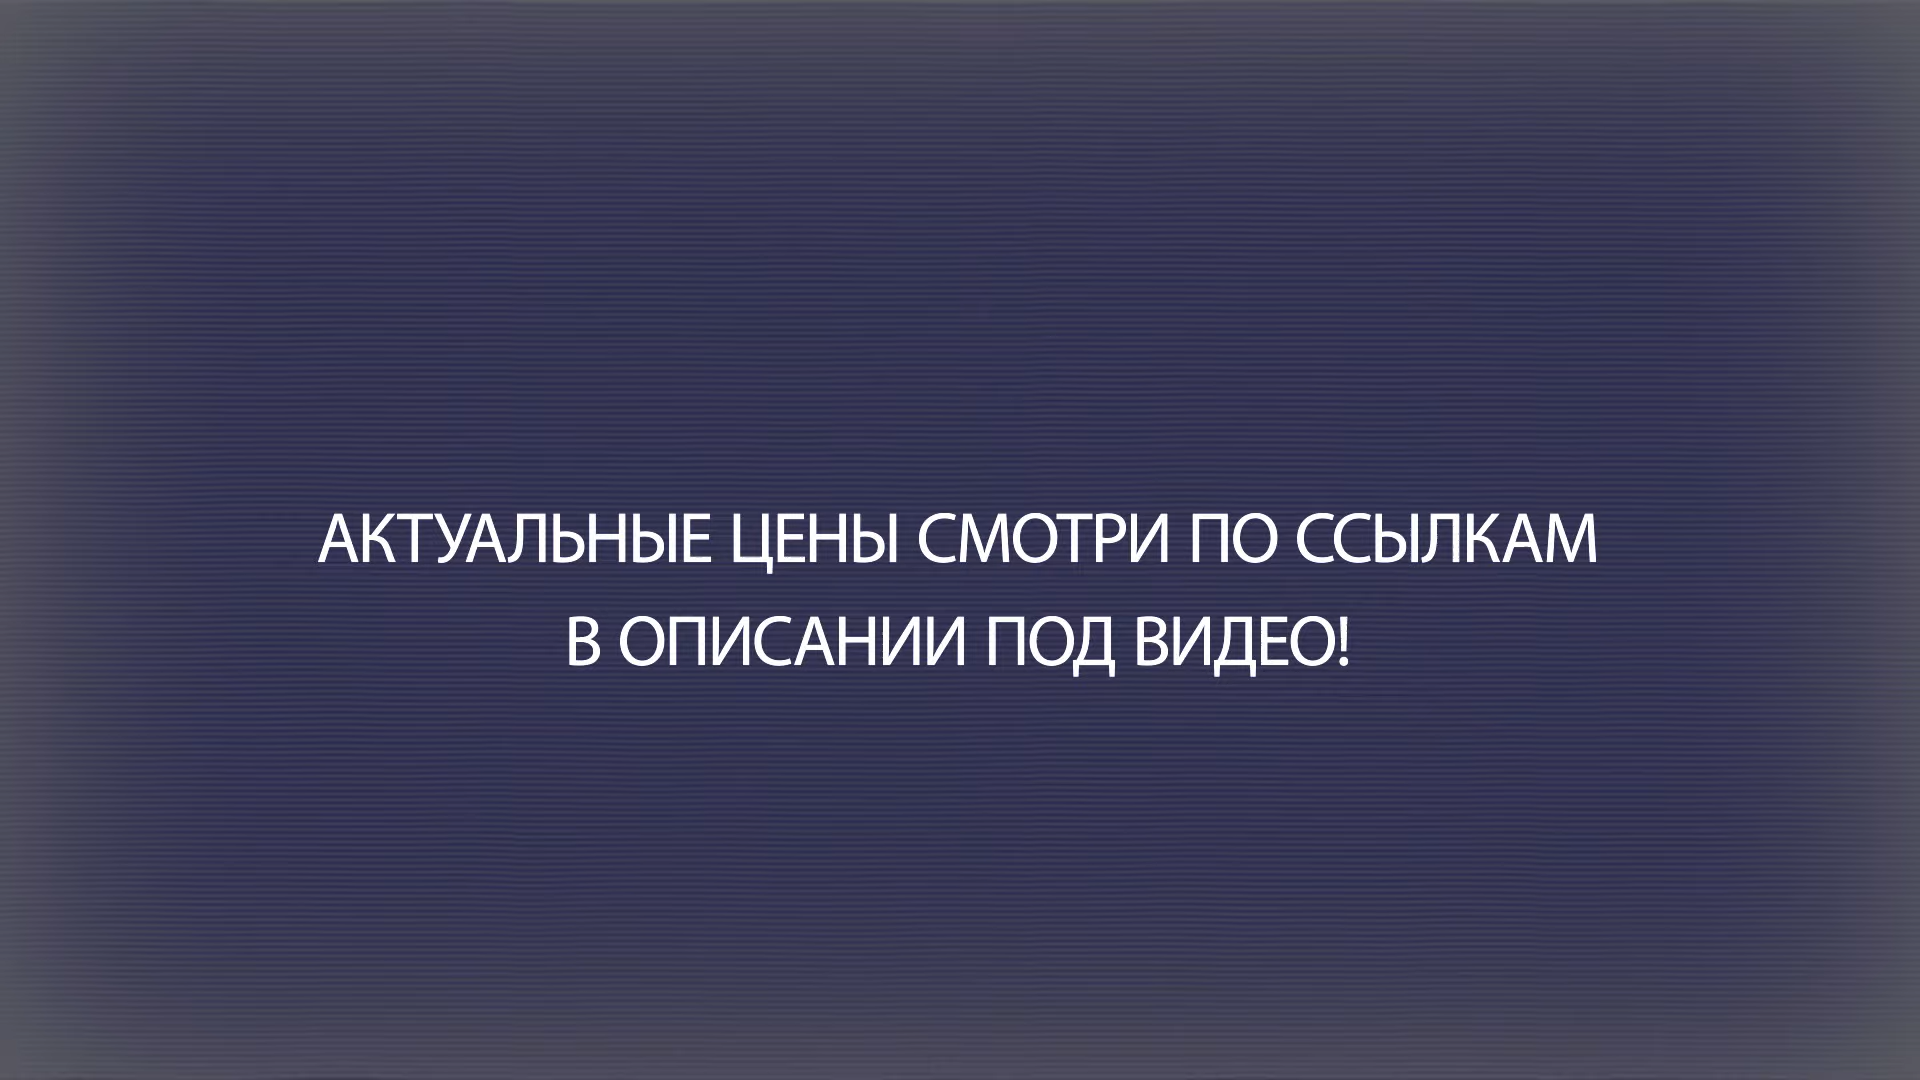 АКТУАЛЬНЫЕ ЦЕНЫ СМОТРИ ПО ССЫЛКАМ
В ОПИСАНИИ ПОД ВИДЕО!